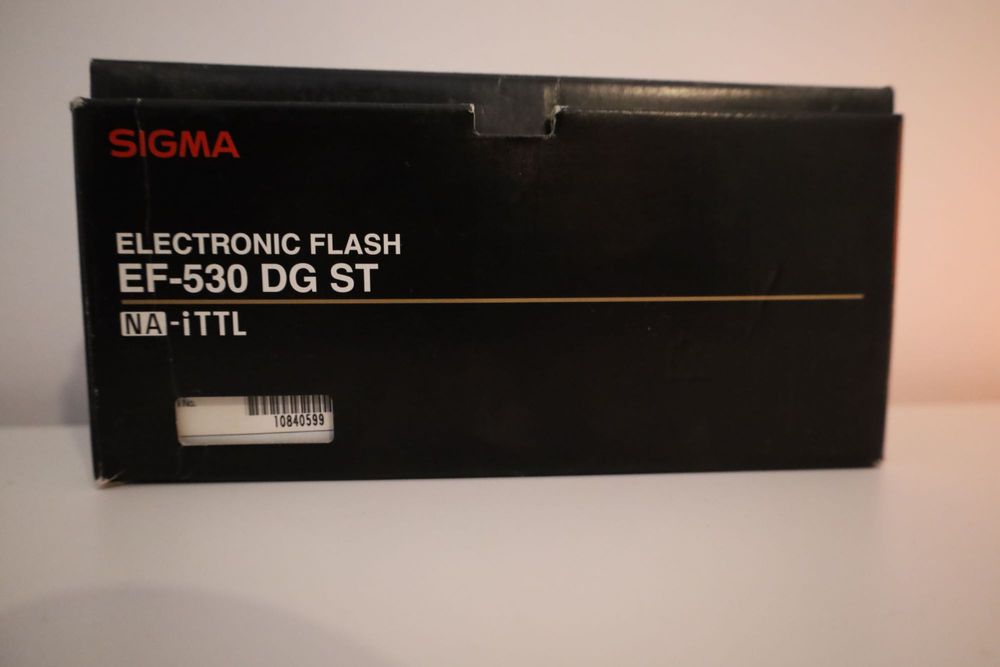 SIGMA
ELECTRONIC FLASH
EF-530 DG ST
NA-iTTL
No.
10840599